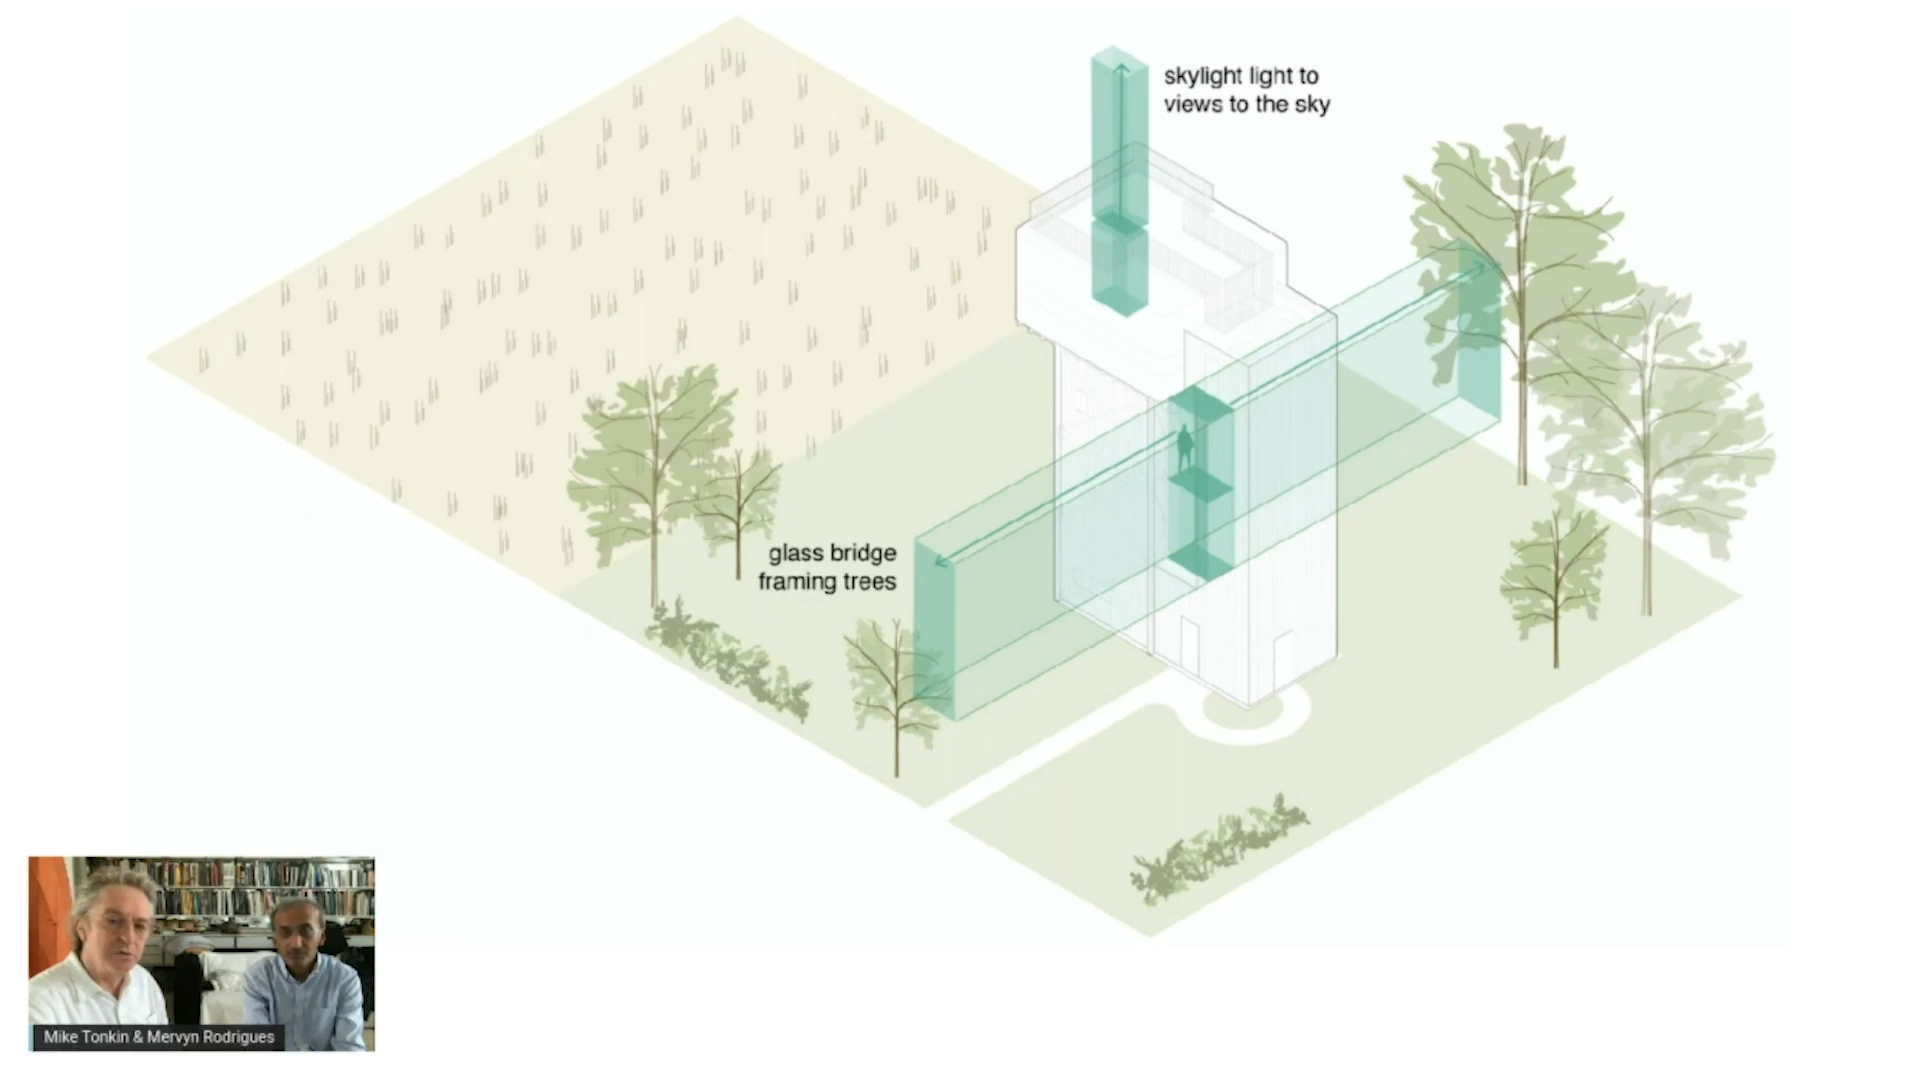 skylight light to
views to the sky
glass bridge
framing trees
Mike Tonkin & Mervyn Rodrigues